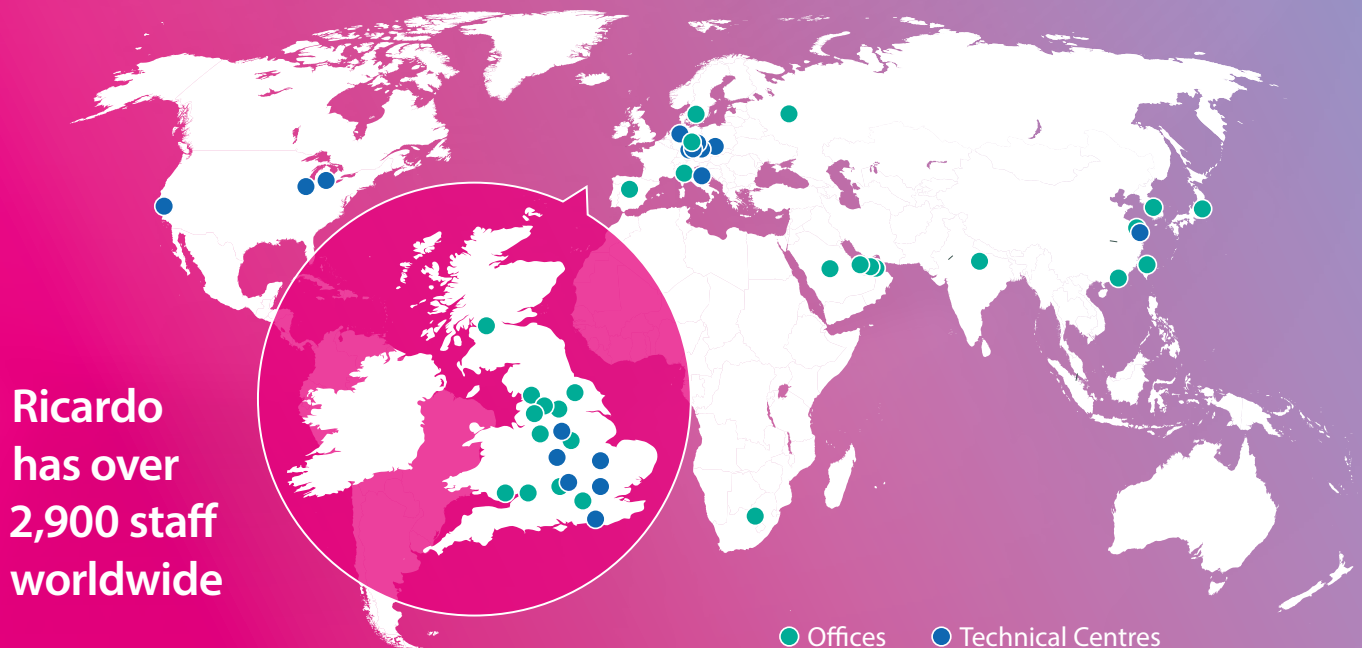 Ricardo
has over
2,900 staff
worldwide
Offices
Technical Centres